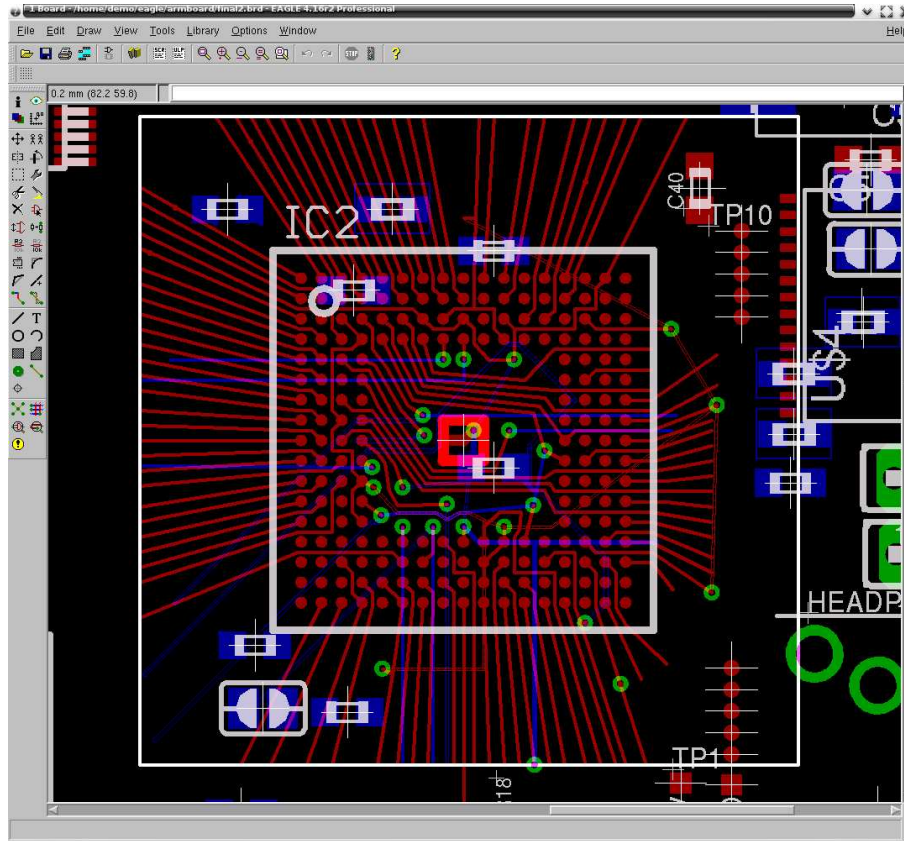 1 Board - /home/demo/eagle/armboard/final2.brd - EAGLE 4.16r2 Professional
File Edit Draw View Tools Library Options Window Help
0.2 mm (82.2 59.8)
C40
TP10
IC2
U$4
HEADP
TP1